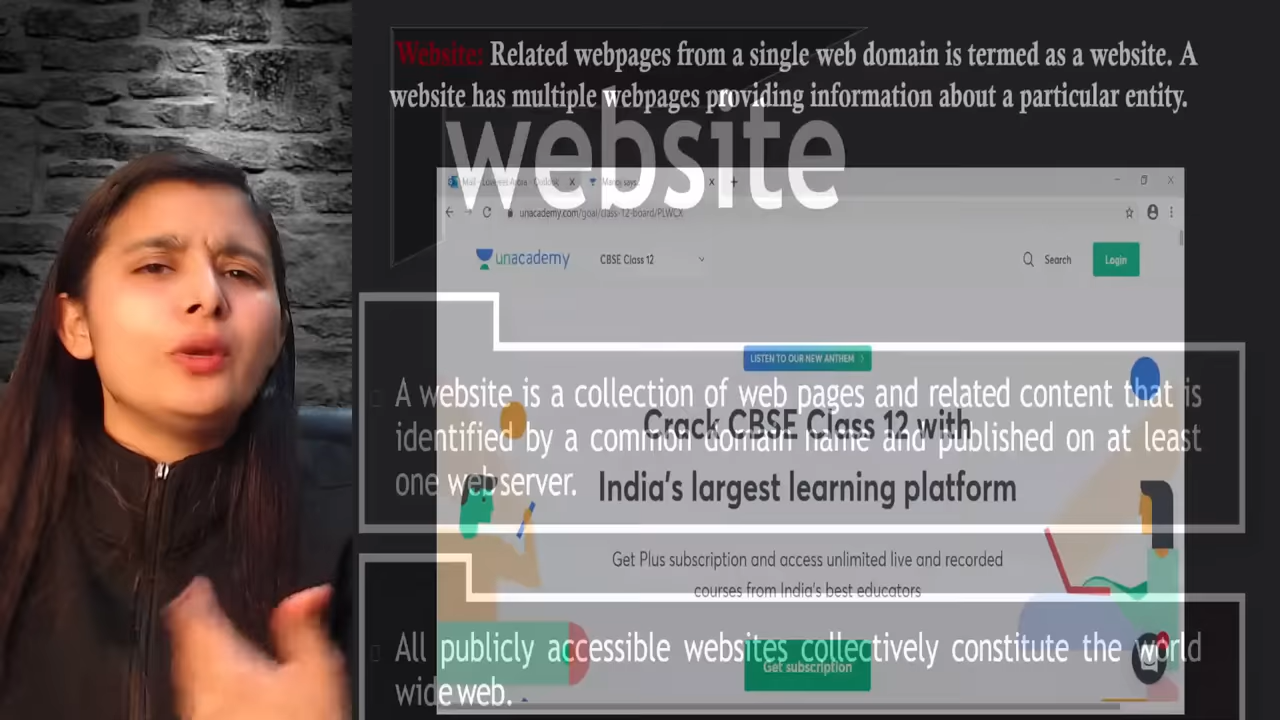 Website: Related webpages from a single web domain is termed as a website. A
website has multiple webpages providing information about a particular entity.
website
unacademy.com/goal/class-12-board/PLWCX
unacademy
CBSE Class 12
Search
Login
LISTEN TO OUR NEW ANTHEM
A website is a collection of web pages and related content that is
identified by a common domain name and published on at least
one web server.
Crack CBSE Class 12 with
India's largest learning platform
Get Plus subscription and access unlimited live and recorded
courses from India's best educators
All publicly accessible websites collectively constitute the world
wide web.
Get subscription